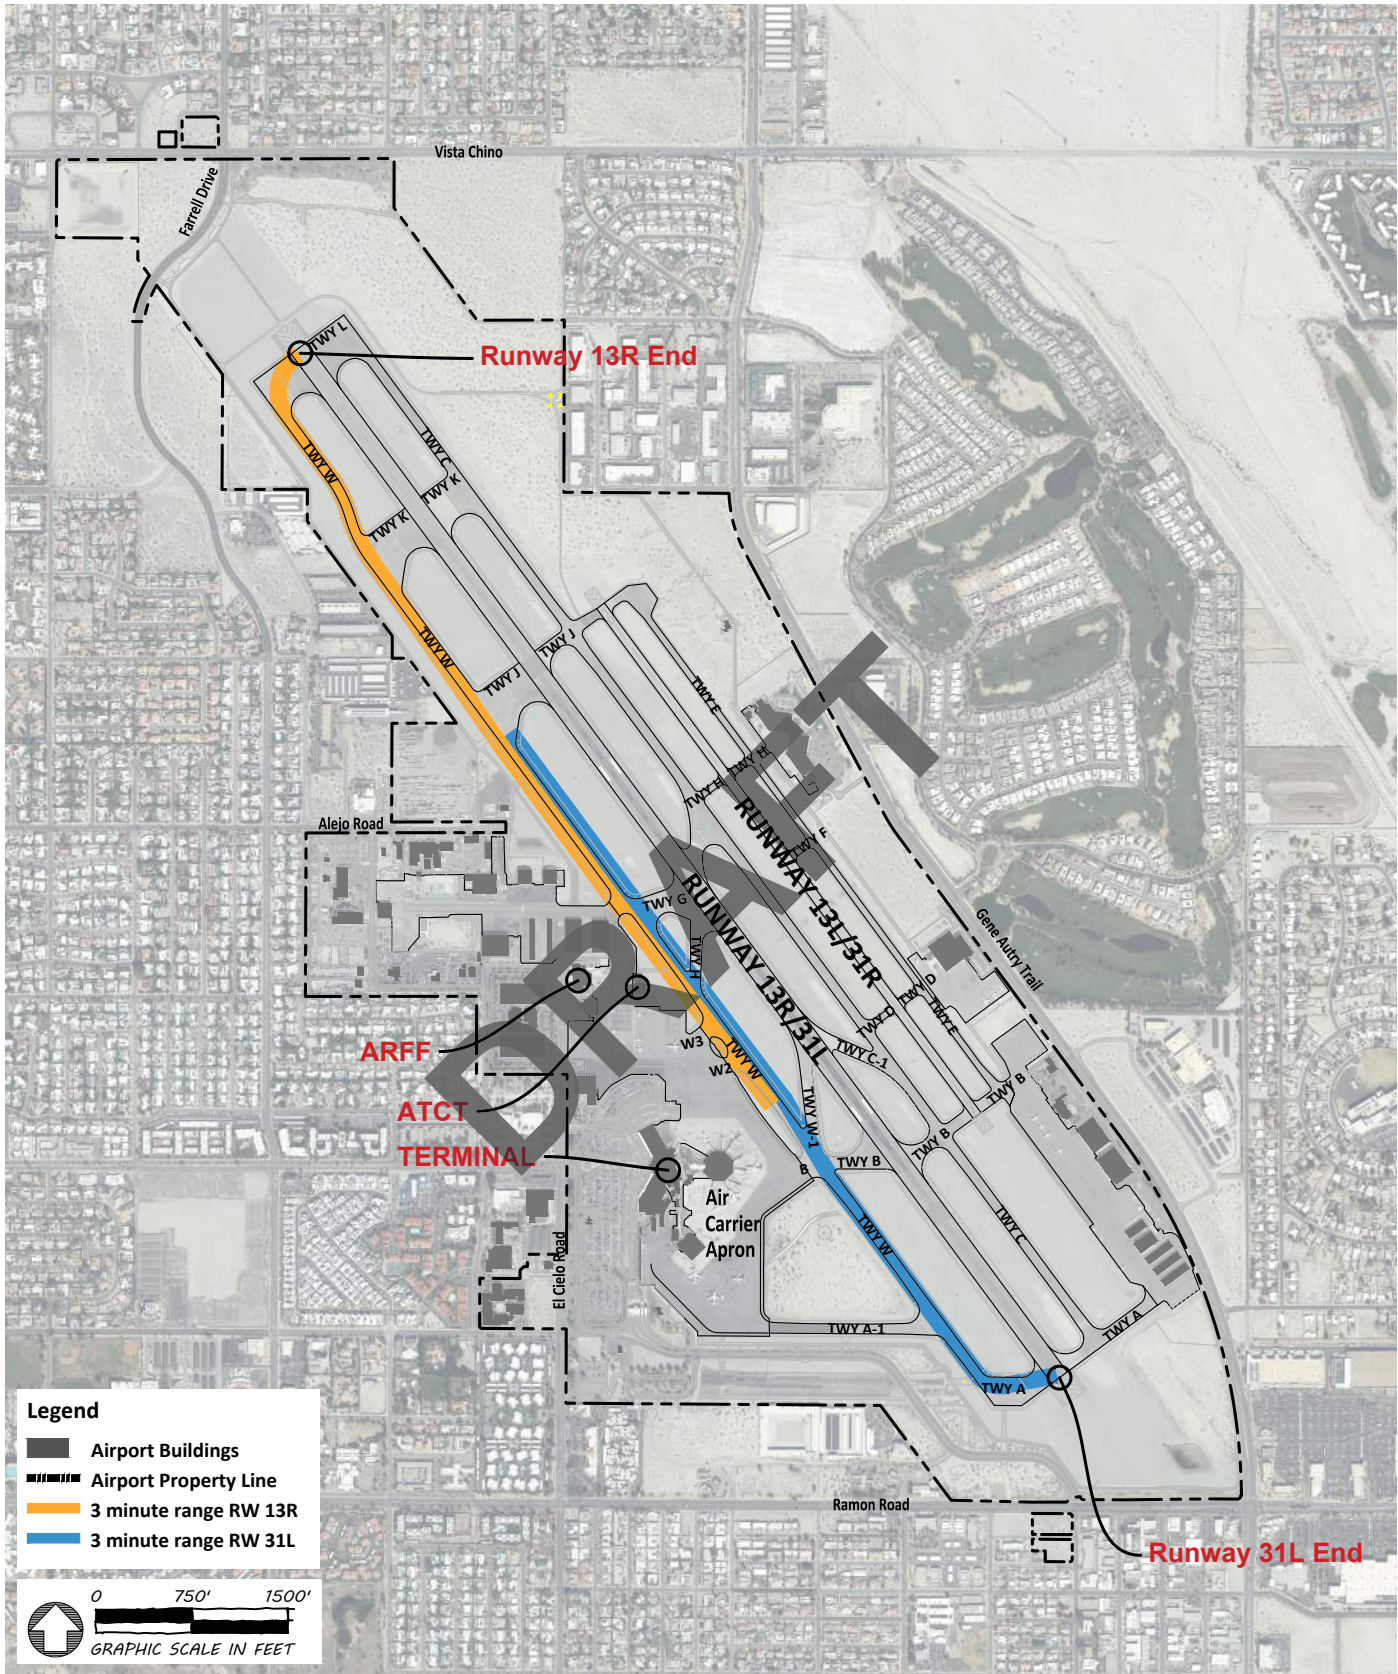 Vista Chino
Farrell Drive
TWY L
Runway 13R End
TWY C
TWY W
TWY K
TWY K
TWY J
TWY W
TWY J
TWY E
TWY H
TWY H
RUNWAY 13L/31R
Alejo Road
TWY F
DRAFT
TWY G
RUNWAY 13R/31L
Gene Autry Trail
TWY H
TWY D
TWY D
TWY E
ARFF
W3
TWY W
TWY C-1
W2
TWY B
ATCT
TWY W-1
TWY B
TERMINAL
B
TWY B
Air
Carrier
Apron
TWY W
TWY C
El Cielo Road
TWY A-1
TWY A
TWY A
Legend
Airport Buildings
Airport Property Line
3 minute range RW 13R
3 minute range RW 31L
Ramon Road
Runway 31L End
0 750' 1500'
GRAPHIC SCALE IN FEET